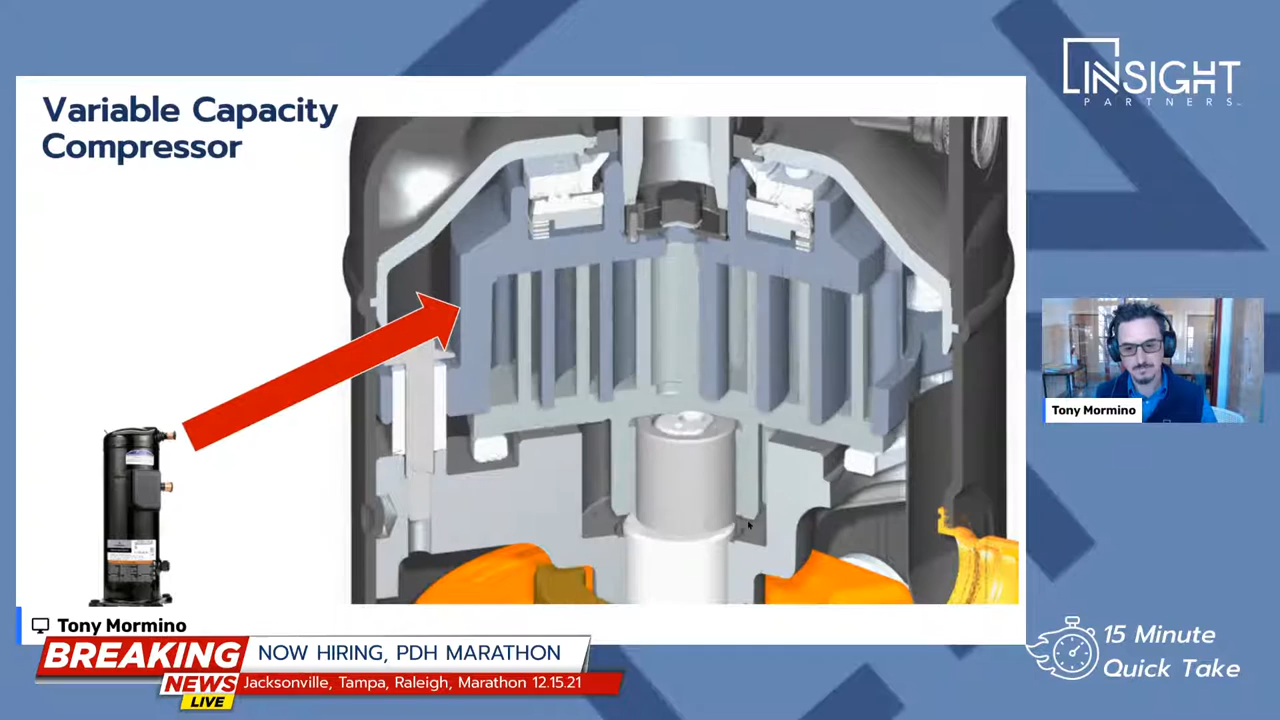 Variable Capacity
Compressor
INSIGHT
PARTNERS
Tony Mormino
Tony Mormino
BREAKING
NEWS
LIVE
NOW HIRING, PDH MARATHON
Jacksonville, Tampa, Raleigh, Marathon 12.15.21
15 Minute
Quick Take